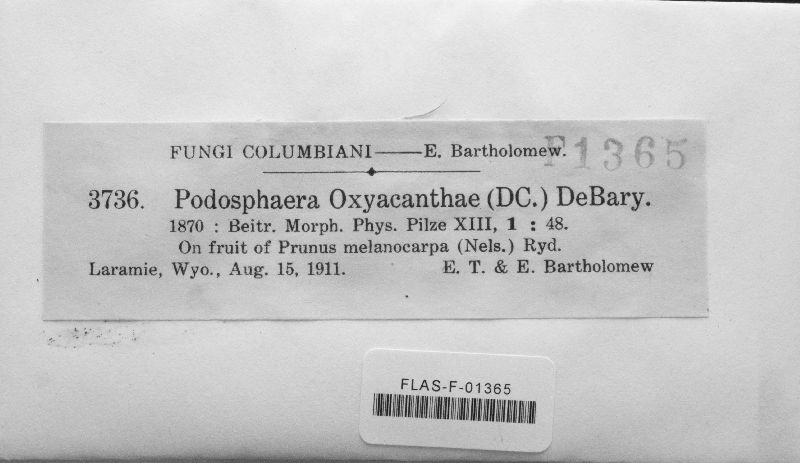 FUNGI COLUMBIANI——E. Bartholomew.
F1365
3736. Podosphaera Oxyacanthae (DC.) DeBary.
1870 : Beitr. Morph. Phys. Pilze XIII, 1 : 48.
On fruit of Prunus melanocarpa (Nels.) Ryd.
Laramie, Wyo., Aug. 15, 1911. E. T. & E. Bartholomew
FLAS-F-01365